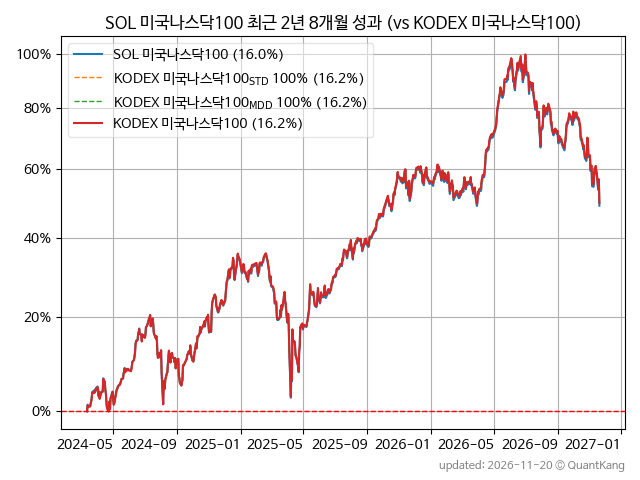 SOL 미국나스닥100 최근 2년 8개월 성과 (vs KODEX 미국나스닥100)
SOL 미국나스닥100 (16.0%)
KODEX 미국나스닥100STD 100% (16.2%)
KODEX 미국나스닥100MDD 100% (16.2%)
KODEX 미국나스닥100 (16.2%)
100%
80%
60%
40%
20%
0%
2024-05 2024-09 2025-01 2025-05 2025-09 2026-01 2026-05 2026-09 2027-01
updated: 2026-11-20 © QuantKang